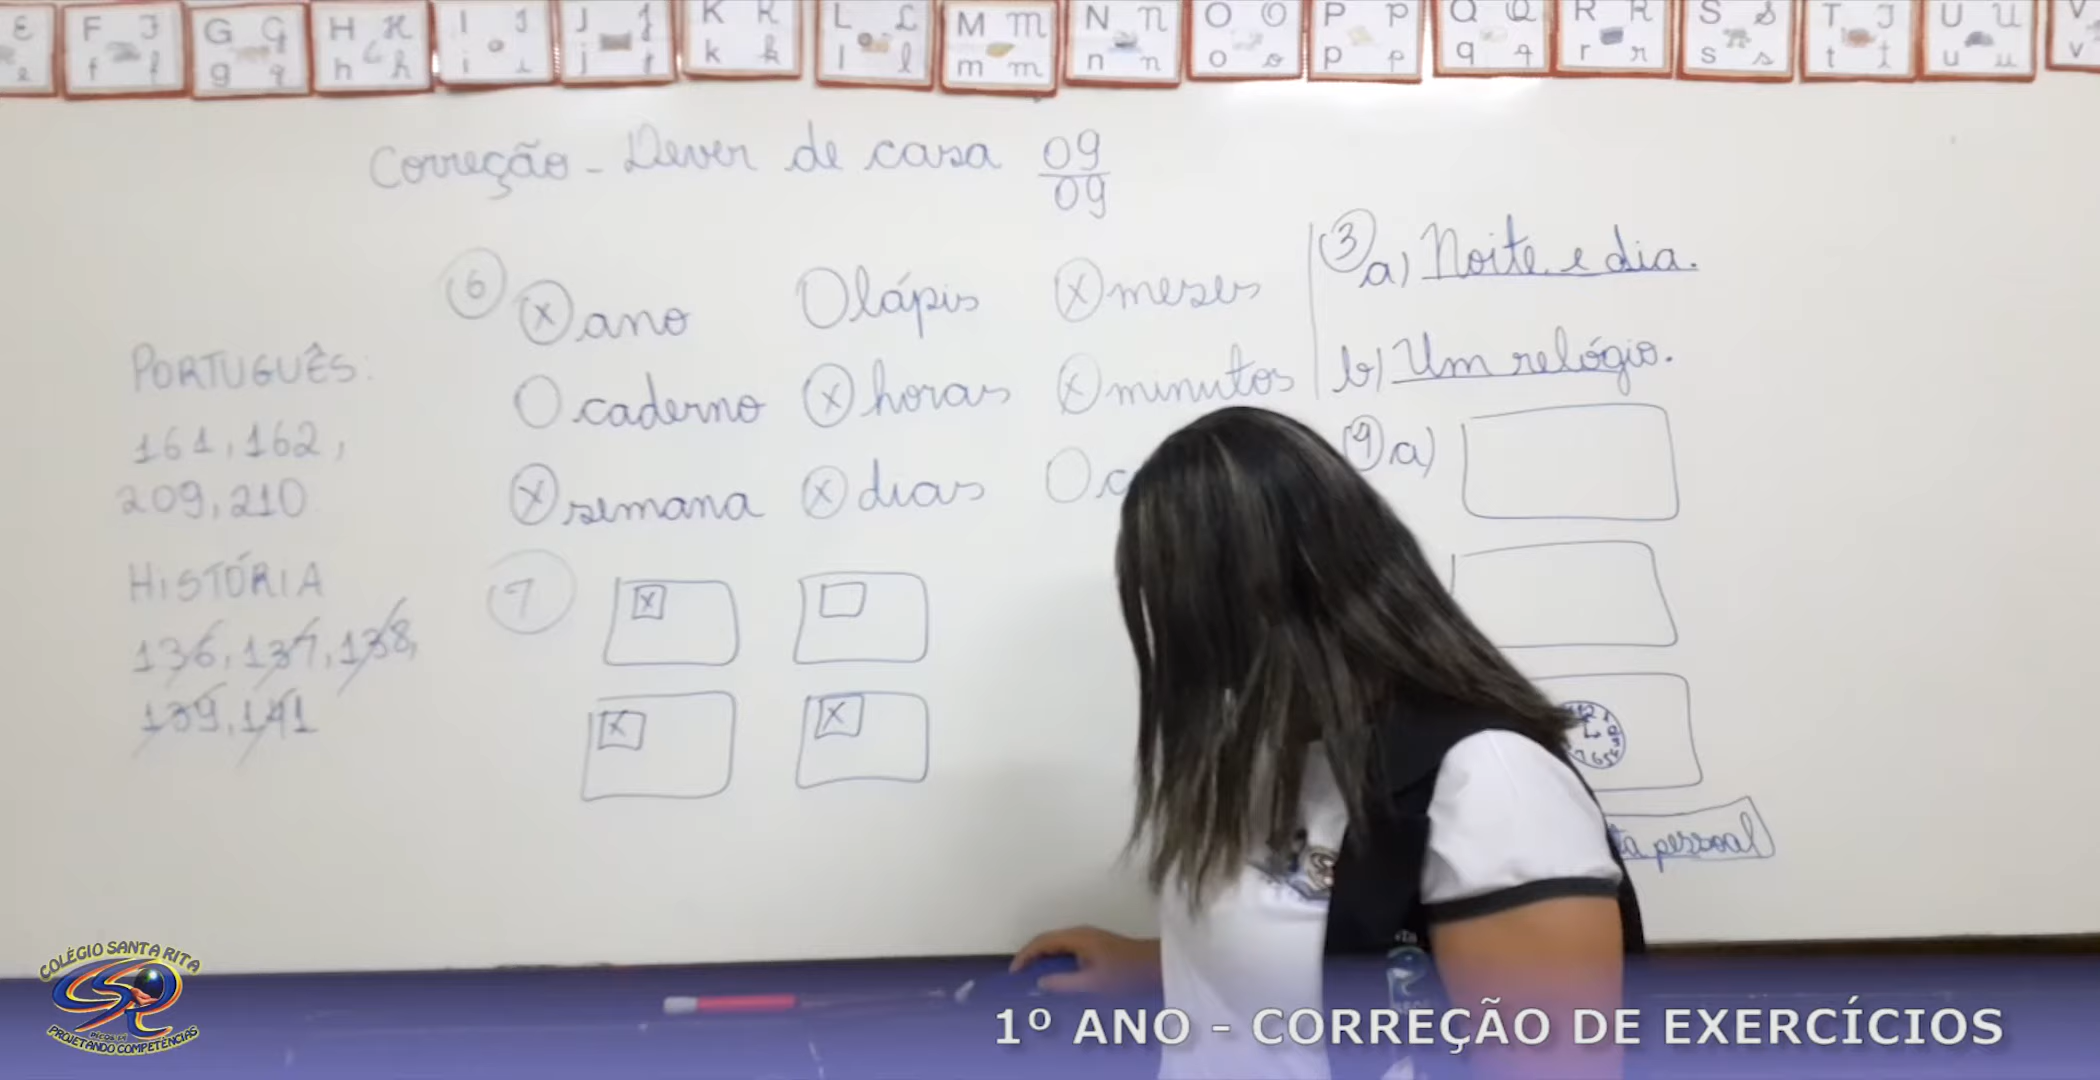 E E
e
F F
f f
G G
g g
H H
h h
I I
i i
J J
j j
K K
k k
L L
l l
M M
m m
N N
n n
O O
o o
P P
p p
Q Q
q q
R R
r r
S S
s s
T T
t t
U U
u u
V
v
Correção - Dever de casa 09/09
6
X ano
lápis
X meses
caderno
X horas
X minutos
X semana
X dias
c
7
X
X
X
3 a) Noite e dia.
b) Um relógio.
9 a)
ta pessoal
PORTUGUÊS:
161, 162,
209, 210
HISTÓRIA
136, 137, 138,
139, 141
COLÉGIO SANTA RITA
PROJETANDO COMPETÊNCIAS
1º ANO - CORREÇÃO DE EXERCÍCIOS